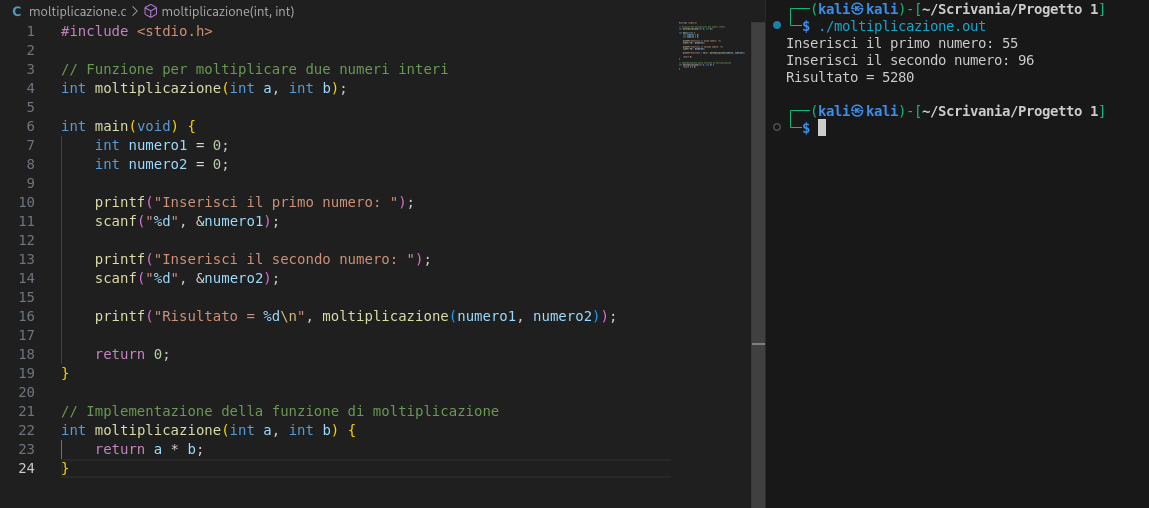 C moltiplicazione.c > moltiplicazione(int, int)
1 #include <stdio.h>
2
3 // Funzione per moltiplicare due numeri interi
4 int moltiplicazione(int a, int b);
5
6 int main(void) {
7 int numero1 = 0;
8 int numero2 = 0;
9
10 printf("Inserisci il primo numero: ");
11 scanf("%d", &numero1);
12
13 printf("Inserisci il secondo numero: ");
14 scanf("%d", &numero2);
15
16 printf("Risultato = %d\n", moltiplicazione(numero1, numero2));
17
18 return 0;
19 }
20
21 // Implementazione della funzione di moltiplicazione
22 int moltiplicazione(int a, int b) {
23 return a * b;
24 }
┌──(kali㉿kali)-[~/Scrivania/Progetto 1]
└─$ ./moltiplicazione.out
Inserisci il primo numero: 55
Inserisci il secondo numero: 96
Risultato = 5280
┌──(kali㉿kali)-[~/Scrivania/Progetto 1]
└─$